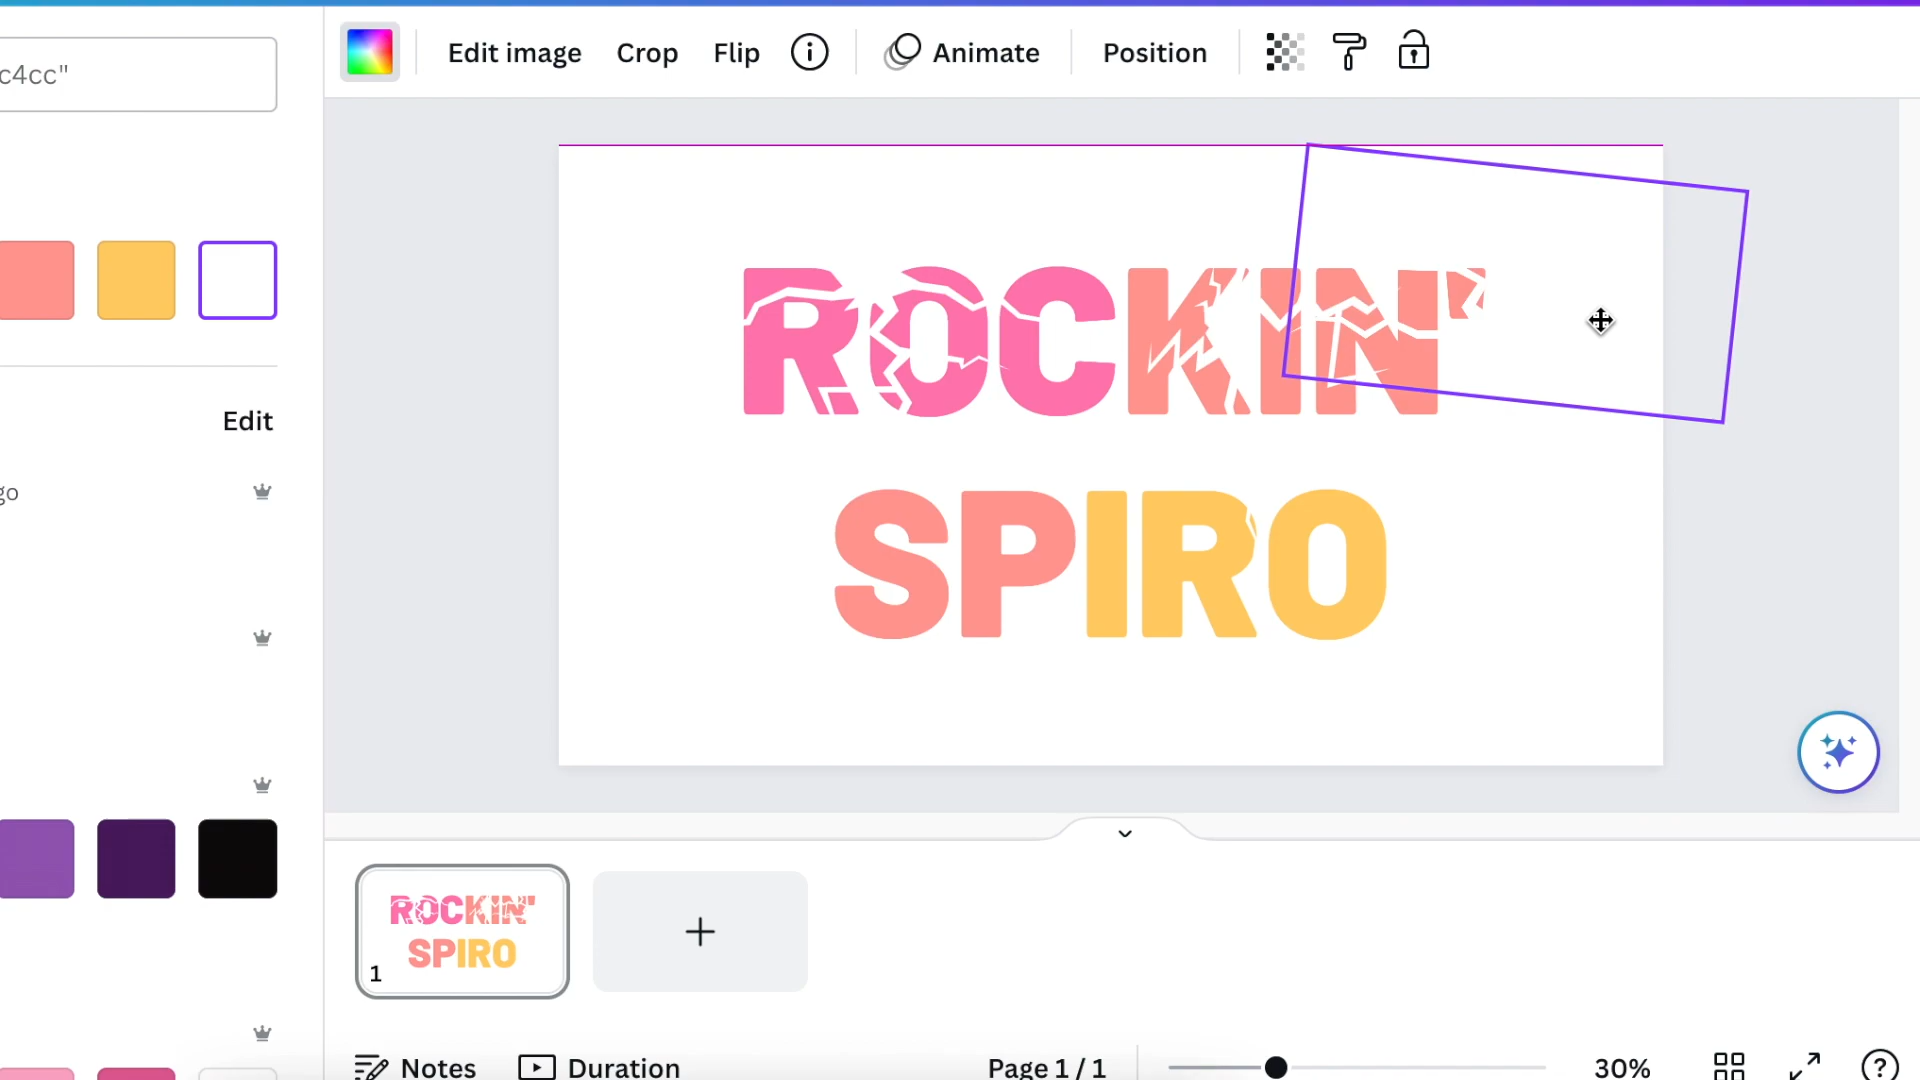 c4cc"
Edit image Crop Flip Animate Position
ROCKIN'
SPIRO
Edit
go
ROCKIN'
SPIRO
1
+
Notes Duration Page 1 / 1 30% ?